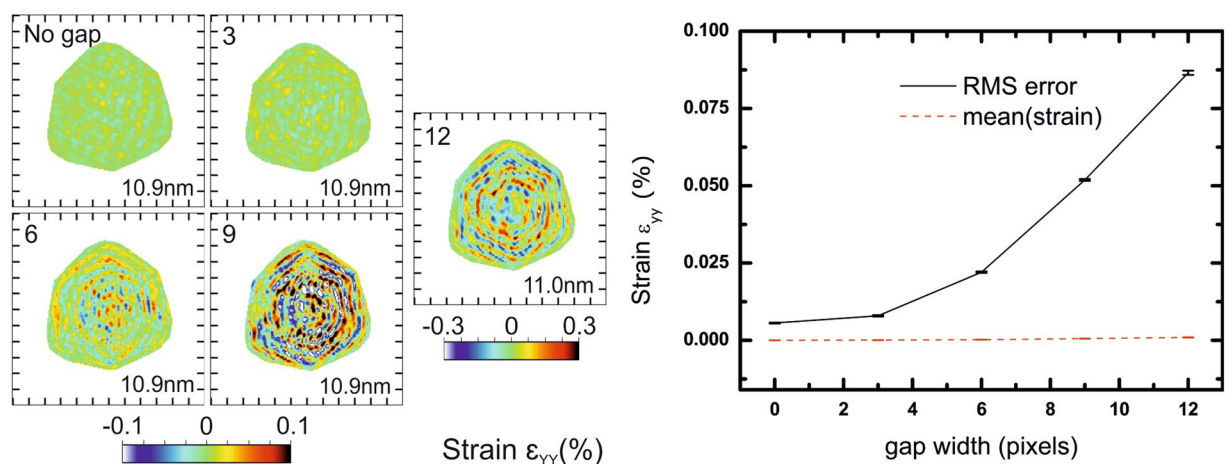 No gap
3
10.9nm
10.9nm
6
9
10.9nm
10.9nm
-0.1 0 0.1
12
11.0nm
-0.3 0 0.3
Strain εYY(%)
0.100
0.075
0.050
0.025
0.000
Strain εyy (%)
RMS error
mean(strain)
0 2 4 6 8 10 12
gap width (pixels)